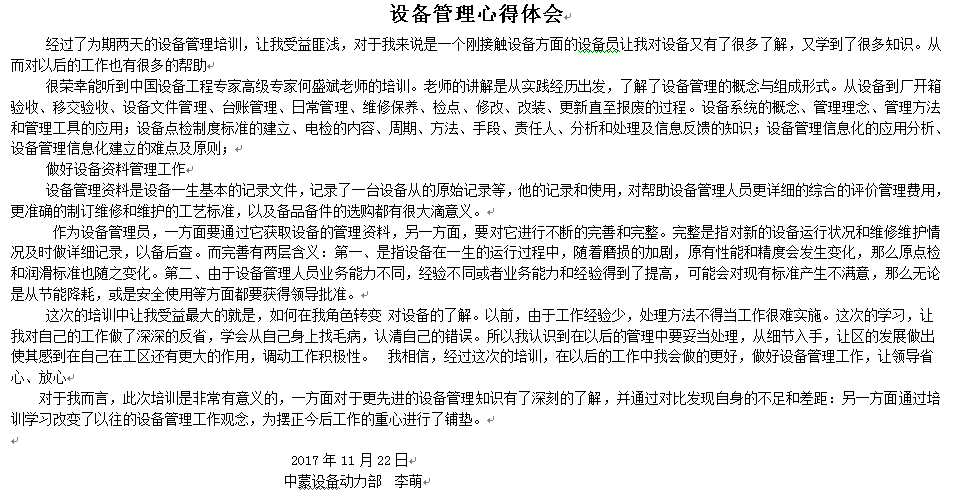 设备管理心得体会
经过了为期两天的设备管理培训，让我受益匪浅，对于我来说是一个刚接触设备方面的设备员让我对设备又有了很多了解，又学到了很多知识。从
而对以后的工作也有很多的帮助
很荣幸能听到中国设备工程专家高级专家何盛斌老师的培训。老师的讲解是从实践经历出发，了解了设备管理的概念与组成形式。从设备到厂开箱
验收、移交验收、设备文件管理、台账管理、日常管理、维修保养、检点、修改、改装、更新直至报废的过程。设备系统的概念、管理理念、管理方法
和管理工具的应用；设备点检制度标准的建立、电检的内容、周期、方法、手段、责任人、分析和处理及信息反馈的知识；设备管理信息化的应用分析、
设备管理信息化建立的难点及原则；
做好设备资料管理工作
设备管理资料是设备一生基本的记录文件，记录了一台设备从的原始记录等，他的记录和使用，对帮助设备管理人员更详细的综合的评价管理费用，
更准确的制订维修和维护的工艺标准，以及备品备件的选购都有很大滴意义。
作为设备管理员，一方面要通过它获取设备的管理资料，另一方面，要对它进行不断的完善和完整。完整是指对新的设备运行状况和维修维护情
况及时做详细记录，以备后查。而完善有两层含义：第一、是指设备在一生的运行过程中，随着磨损的加剧，原有性能和精度会发生变化，那么原点检
和润滑标准也随之变化。第二、由于设备管理人员业务能力不同，经验不同或者业务能力和经验得到了提高，可能会对现有标准产生不满意，那么无论
是从节能降耗，或是安全使用等方面都要获得领导批准。
这次的培训中让我受益最大的就是，如何在我角色转变 对设备的了解。以前，由于工作经验少，处理方法不得当工作很难实施。这次的学习，让
我对自己的工作做了深深的反省，学会从自己身上找毛病，认清自己的错误。所以我认识到在以后的管理中要妥当处理，从细节入手，让区的发展做出
使其感到在自己在工区还有更大的作用，调动工作积极性。 我相信，经过这次的培训，在以后的工作中我会做的更好，做好设备管理工作，让领导省
心、放心
对于我而言，此次培训是非常有意义的，一方面对于更先进的设备管理知识有了深刻的了解，并通过对比发现自身的不足和差距：另一方面通过培
训学习改变了以往的设备管理工作观念，为摆正今后工作的重心进行了铺垫。
2017 年 11 月 22 日
中蒙设备动力部 李萌